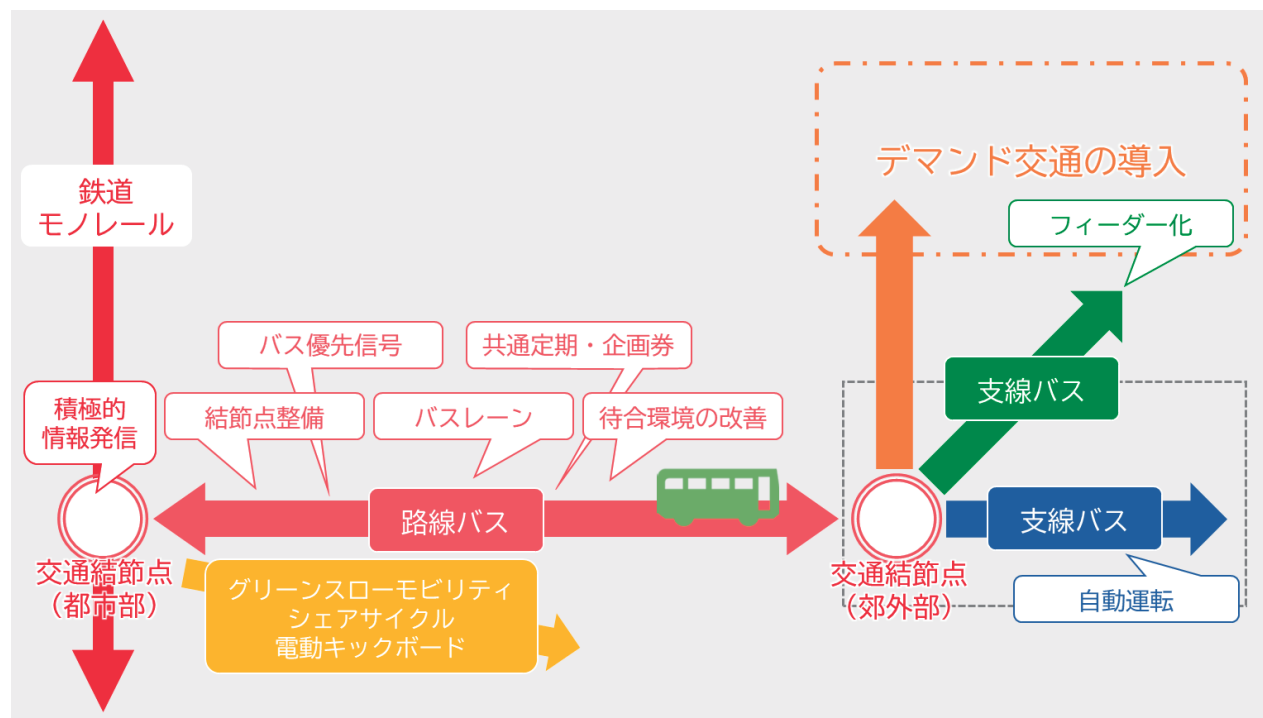 デマンド交通の導入
鉄道
モノレール
フィーダー化
バス優先信号
共通定期・企画券
支線バス
積極的
情報発信
結節点整備
バスレーン
待合環境の改善
路線バス
支線バス
交通結節点
（都市部）
グリーンスローモビリティ
シェアサイクル
電動キックボード
交通結節点
（郊外部）
自動運転